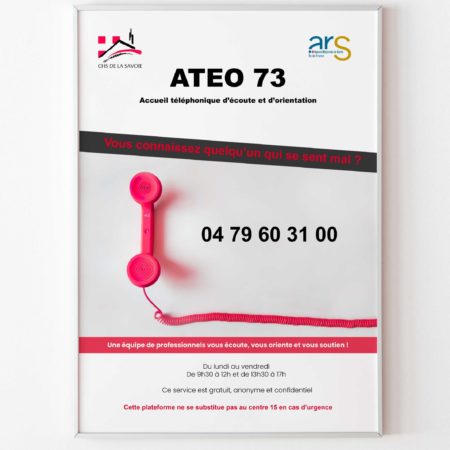 CHS DE LA SAVOIE
ars
ATEO 73
Accueil téléphonique d'écoute et d'orientation
Vous connaissez quelqu'un qui se sent mal ?
04 79 60 31 00
Une équipe de professionnels vous écoute, vous oriente et vous soutien !
Du lundi au vendredi
De 9h30 à 12h et de 13h30 à 17h
Ce service est gratuit, anonyme et confidentiel
Cette plateforme ne se substitue pas au centre 15 en cas d'urgence